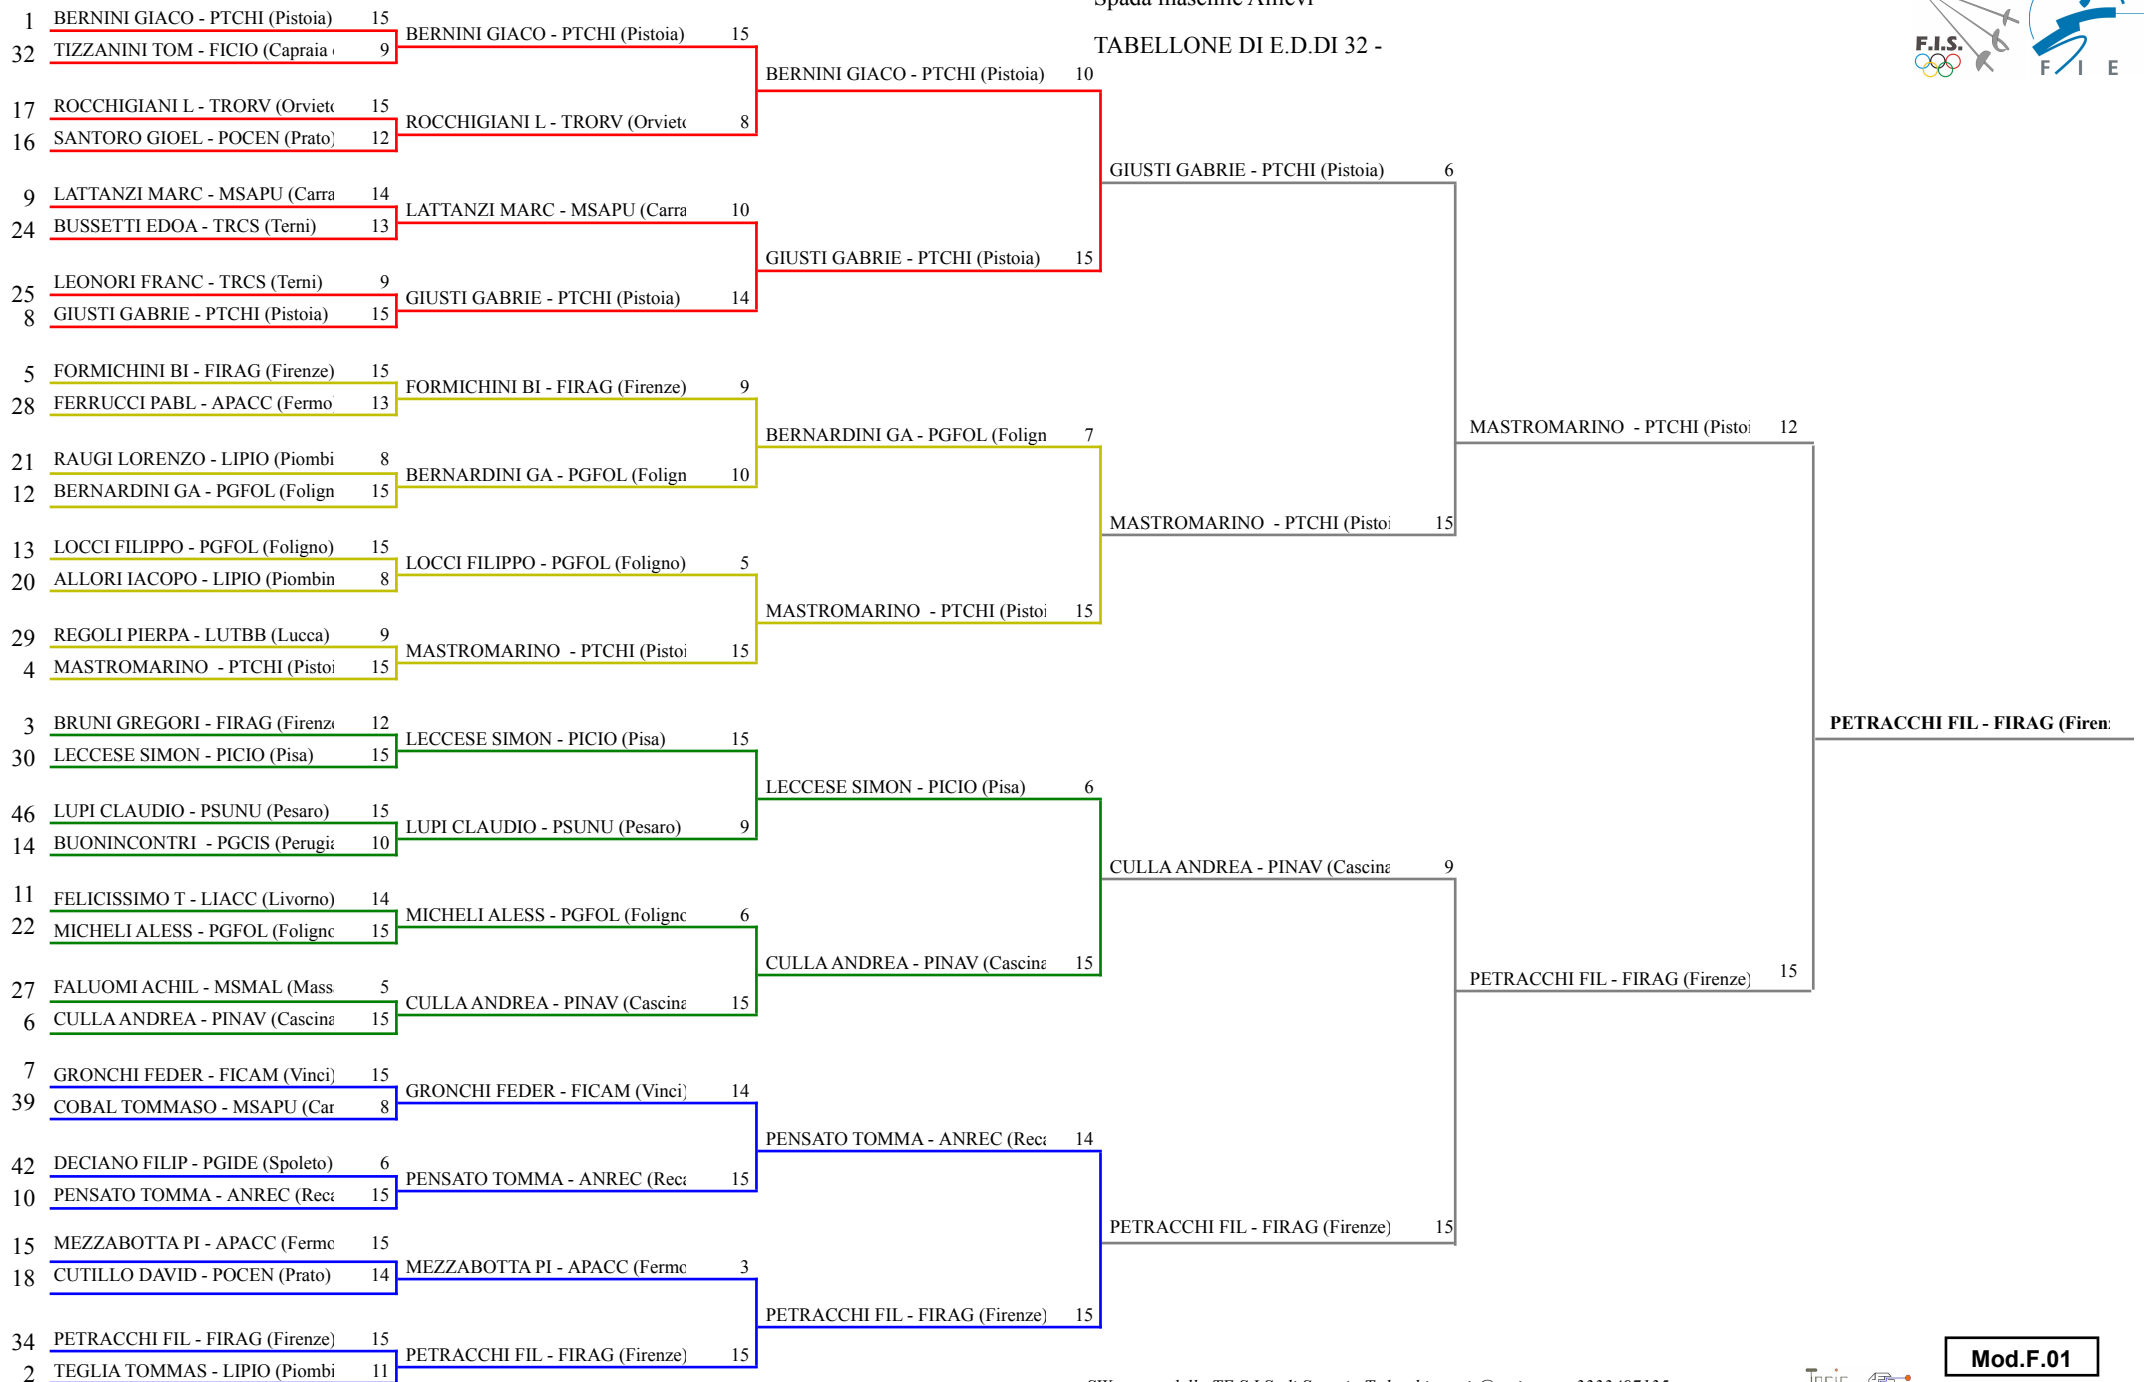 Spada maschile Allievi
TABELLONE DI E.D.DI 32 -
F.I.S.
F I E
1 BERNINI GIACO - PTCHI (Pistoia) 15
32 TIZZANINI TOM - FICIO (Capraia 9
17 ROCCHIGIANI L - TRORV (Orvieto 15
16 SANTORO GIOEL - POCEN (Prato) 12
9 LATTANZI MARC - MSAPU (Carra 14
24 BUSSETTI EDOA - TRCS (Terni) 13
25 LEONORI FRANC - TRCS (Terni) 9
8 GIUSTI GABRIE - PTCHI (Pistoia) 15
5 FORMICHINI BI - FIRAG (Firenze) 15
28 FERRUCCI PABL - APACC (Fermo) 13
21 RAUGI LORENZO - LIPIO (Piombi 8
12 BERNARDINI GA - PGFOL (Folign 15
13 LOCCI FILIPPO - PGFOL (Foligno) 15
20 ALLORI IACOPO - LIPIO (Piombin 8
29 REGOLI PIERPA - LUTBB (Lucca) 9
4 MASTROMARINO - PTCHI (Pistoi 15
3 BRUNI GREGORI - FIRAG (Firenze 12
30 LECCESE SIMON - PICIO (Pisa) 15
46 LUPI CLAUDIO - PSUNU (Pesaro) 15
14 BUONINCONTRI - PGCIS (Perugia 10
11 FELICISSIMO T - LIACC (Livorno) 14
22 MICHELI ALESS - PGFOL (Foligno 15
27 FALUOMI ACHIL - MSMAL (Mass 5
6 CULLA ANDREA - PINAV (Cascina 15
7 GRONCHI FEDER - FICAM (Vinci) 15
39 COBAL TOMMASO - MSAPU (Car 8
42 DECIANO FILIP - PGIDE (Spoleto) 6
10 PENSATO TOMMA - ANREC (Reca 15
15 MEZZABOTTA PI - APACC (Fermo 15
18 CUTILLO DAVID - POCEN (Prato) 14
34 PETRACCHI FIL - FIRAG (Firenze) 15
2 TEGLIA TOMMAS - LIPIO (Piombi 11
BERNINI GIACO - PTCHI (Pistoia) 15
ROCCHIGIANI L - TRORV (Orvieto 8
LATTANZI MARC - MSAPU (Carra 10
GIUSTI GABRIE - PTCHI (Pistoia) 14
FORMICHINI BI - FIRAG (Firenze) 9
BERNARDINI GA - PGFOL (Folign 10
LOCCI FILIPPO - PGFOL (Foligno) 5
MASTROMARINO - PTCHI (Pistoi 15
LECCESE SIMON - PICIO (Pisa) 15
LUPI CLAUDIO - PSUNU (Pesaro) 9
MICHELI ALESS - PGFOL (Foligno 6
CULLA ANDREA - PINAV (Cascina 15
GRONCHI FEDER - FICAM (Vinci) 14
PENSATO TOMMA - ANREC (Reca 15
MEZZABOTTA PI - APACC (Fermo 3
PETRACCHI FIL - FIRAG (Firenze) 15
BERNINI GIACO - PTCHI (Pistoia) 10
GIUSTI GABRIE - PTCHI (Pistoia) 15
BERNARDINI GA - PGFOL (Folign 7
MASTROMARINO - PTCHI (Pistoi 15
LECCESE SIMON - PICIO (Pisa) 6
CULLA ANDREA - PINAV (Cascina 15
PENSATO TOMMA - ANREC (Reca 14
PETRACCHI FIL - FIRAG (Firenze) 15
GIUSTI GABRIE - PTCHI (Pistoia) 6
MASTROMARINO - PTCHI (Pistoi 15
CULLA ANDREA - PINAV (Cascina 9
PETRACCHI FIL - FIRAG (Firenze) 15
MASTROMARINO - PTCHI (Pistoi 12
PETRACCHI FIL - FIRAG (Firenze) 15
PETRACCHI FIL - FIRAG (Firen
Mod.F.01